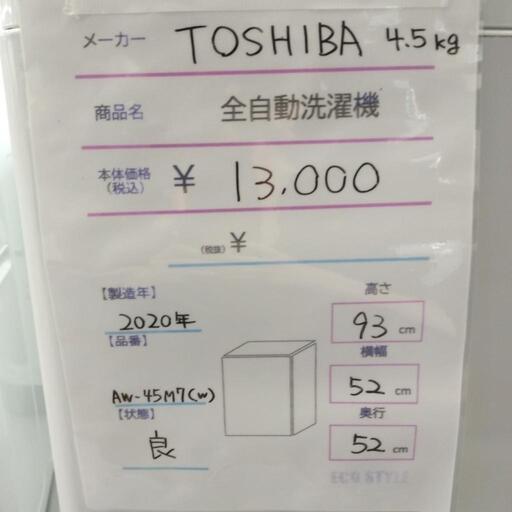 メーカー TOSHIBA 4.5kg
商品名 全自動洗濯機
本体価格
(税込) ¥ 13,000
(税抜) ¥
【製造年】
2020年
【品番】
AW-45M7(W)
【状態】
良
高さ
93 cm
横幅
52 cm
奥行
52 cm
ECO STYLE